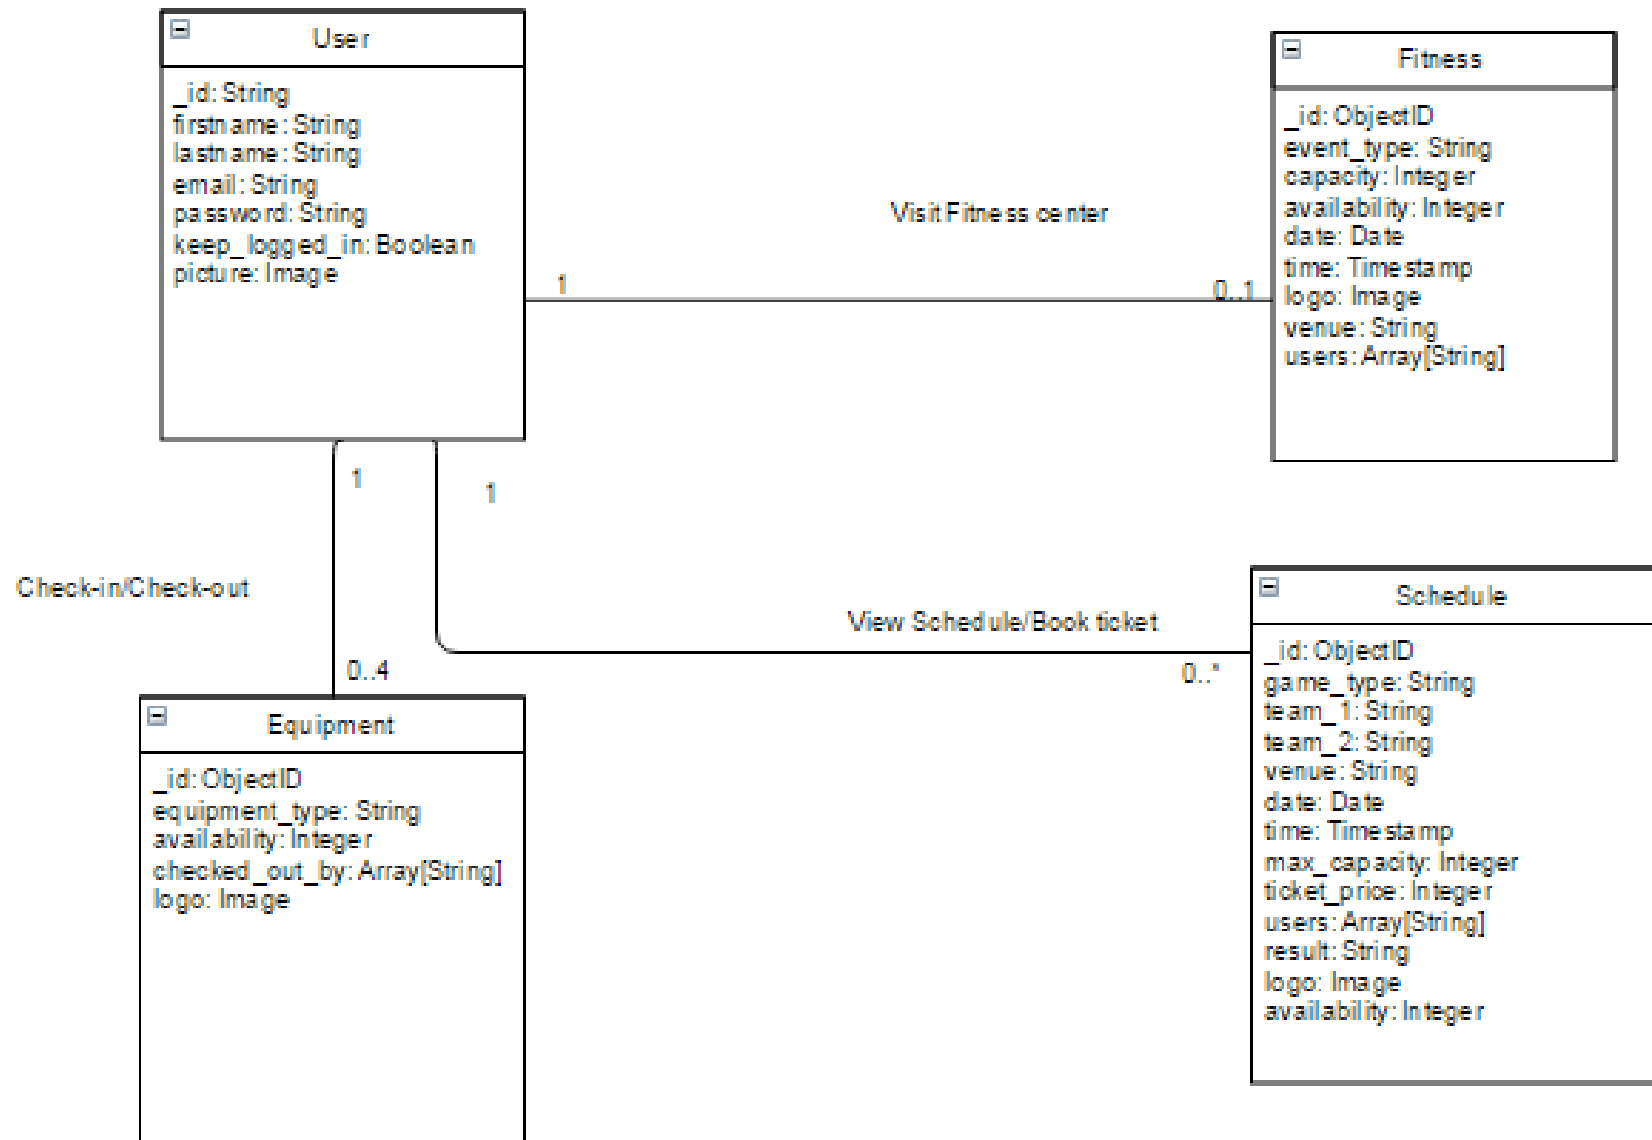 User
_id: String
firstname: String
lastname: String
email: String
password: String
keep_logged_in: Boolean
picture: Image
Fitness
_id: ObjectID
event_type: String
capacity: Integer
availability: Integer
date: Date
time: Timestamp
logo: Image
venue: String
users: Array[String]
Visit Fitness center
1
0..1
1
1
Check-in/Check-out
0..4
View Schedule/Book ticket
0..*
Equipment
_id: ObjectID
equipment_type: String
availability: Integer
checked_out_by: Array[String]
logo: Image
Schedule
_id: ObjectID
game_type: String
team_1: String
team_2: String
venue: String
date: Date
time: Timestamp
max_capacity: Integer
ticket_price: Integer
users: Array[String]
result: String
logo: Image
availability: Integer